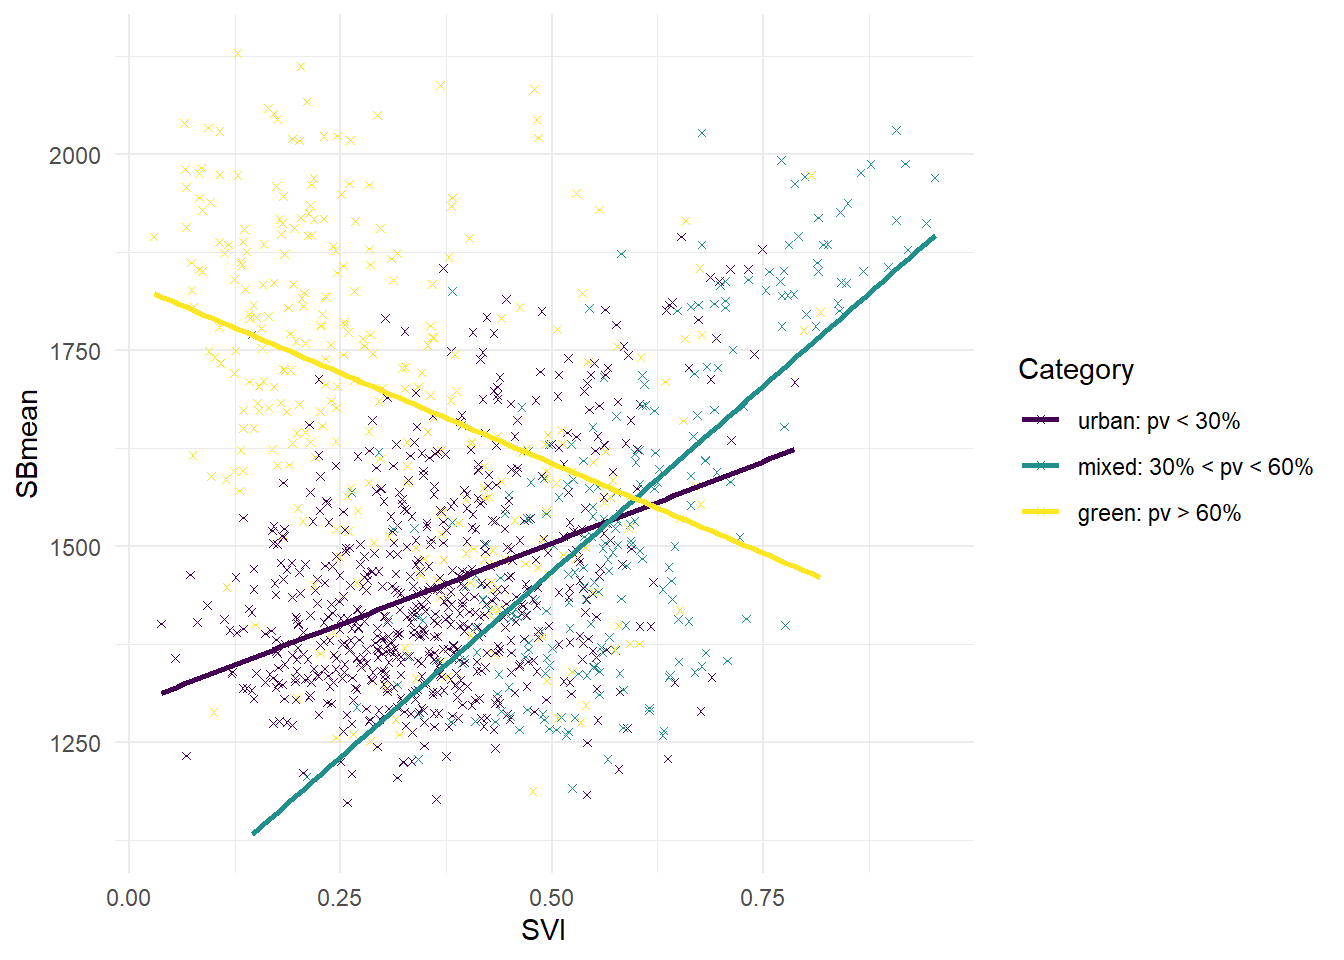 SBmean
2000
1750
1500
1250
0.00 0.25 0.50 0.75
SVI
Category
urban: pv < 30%
mixed: 30% < pv < 60%
green: pv > 60%